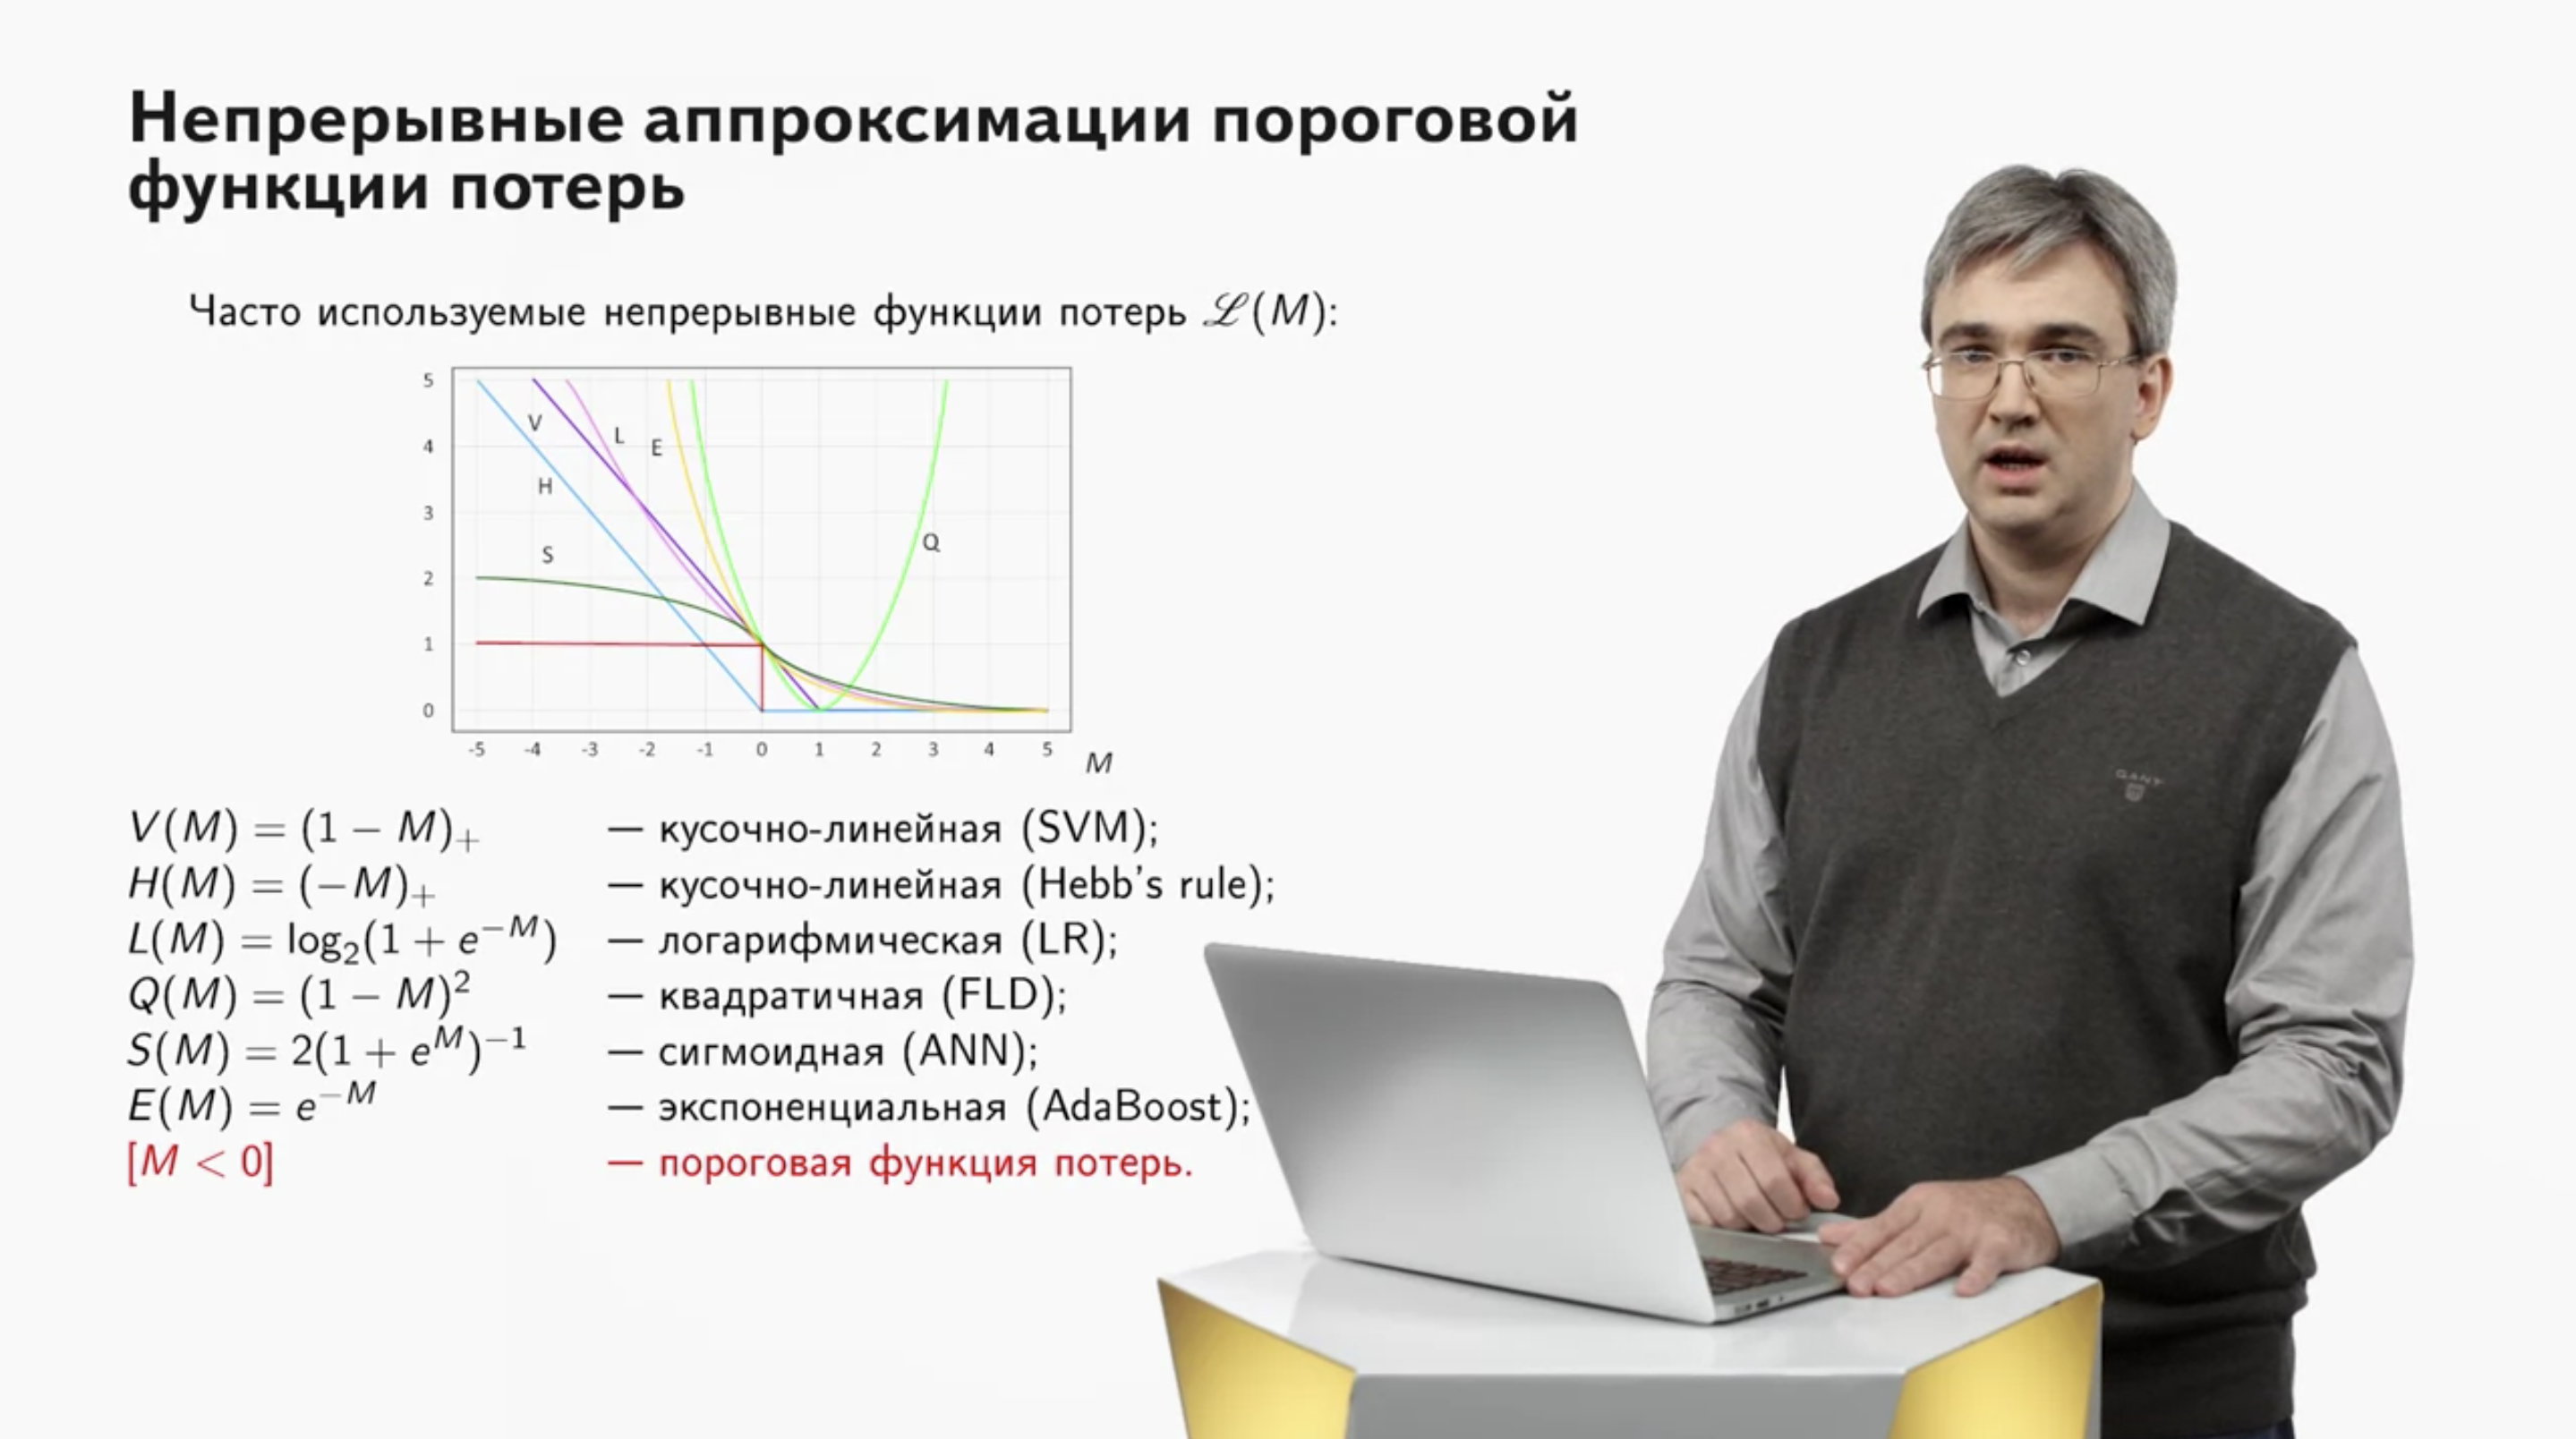 Непрерывные аппроксимации пороговой
функции потерь
Часто используемые непрерывные функции потерь ℒ(M):
5
4
3
2
1
0
V
L
E
H
S
Q
-5 -4 -3 -2 -1 0 1 2 3 4 5
M
V(M) = (1 − M)₊ — кусочно-линейная (SVM);
H(M) = (−M)₊ — кусочно-линейная (Hebb's rule);
L(M) = log₂(1 + e^{−M}) — логарифмическая (LR);
Q(M) = (1 − M)² — квадратичная (FLD);
S(M) = 2(1 + e^M)^{−1} — сигмоидная (ANN);
E(M) = e^{−M} — экспоненциальная (AdaBoost);
[M < 0] — пороговая функция потерь.
GANT